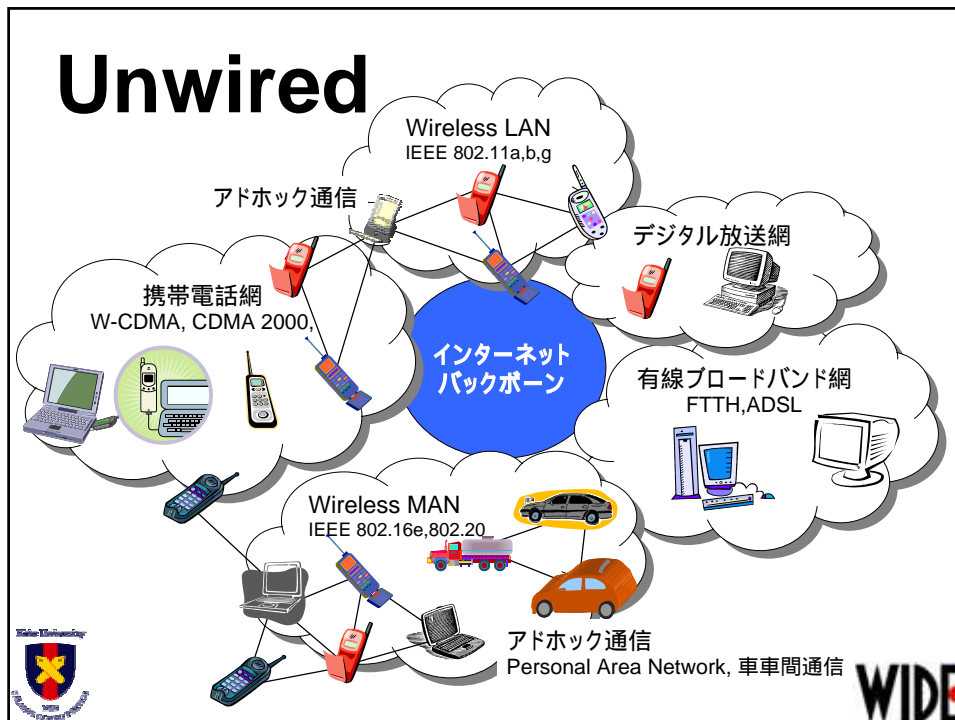 Unwired
Wireless LAN
IEEE 802.11a,b,g
アドホック通信
デジタル放送網
携帯電話網
W-CDMA, CDMA 2000,
インターネット
バックボーン
有線ブロードバンド網
FTTH,ADSL
Wireless MAN
IEEE 802.16e,802.20
アドホック通信
Personal Area Network, 車車間通信
WIDE